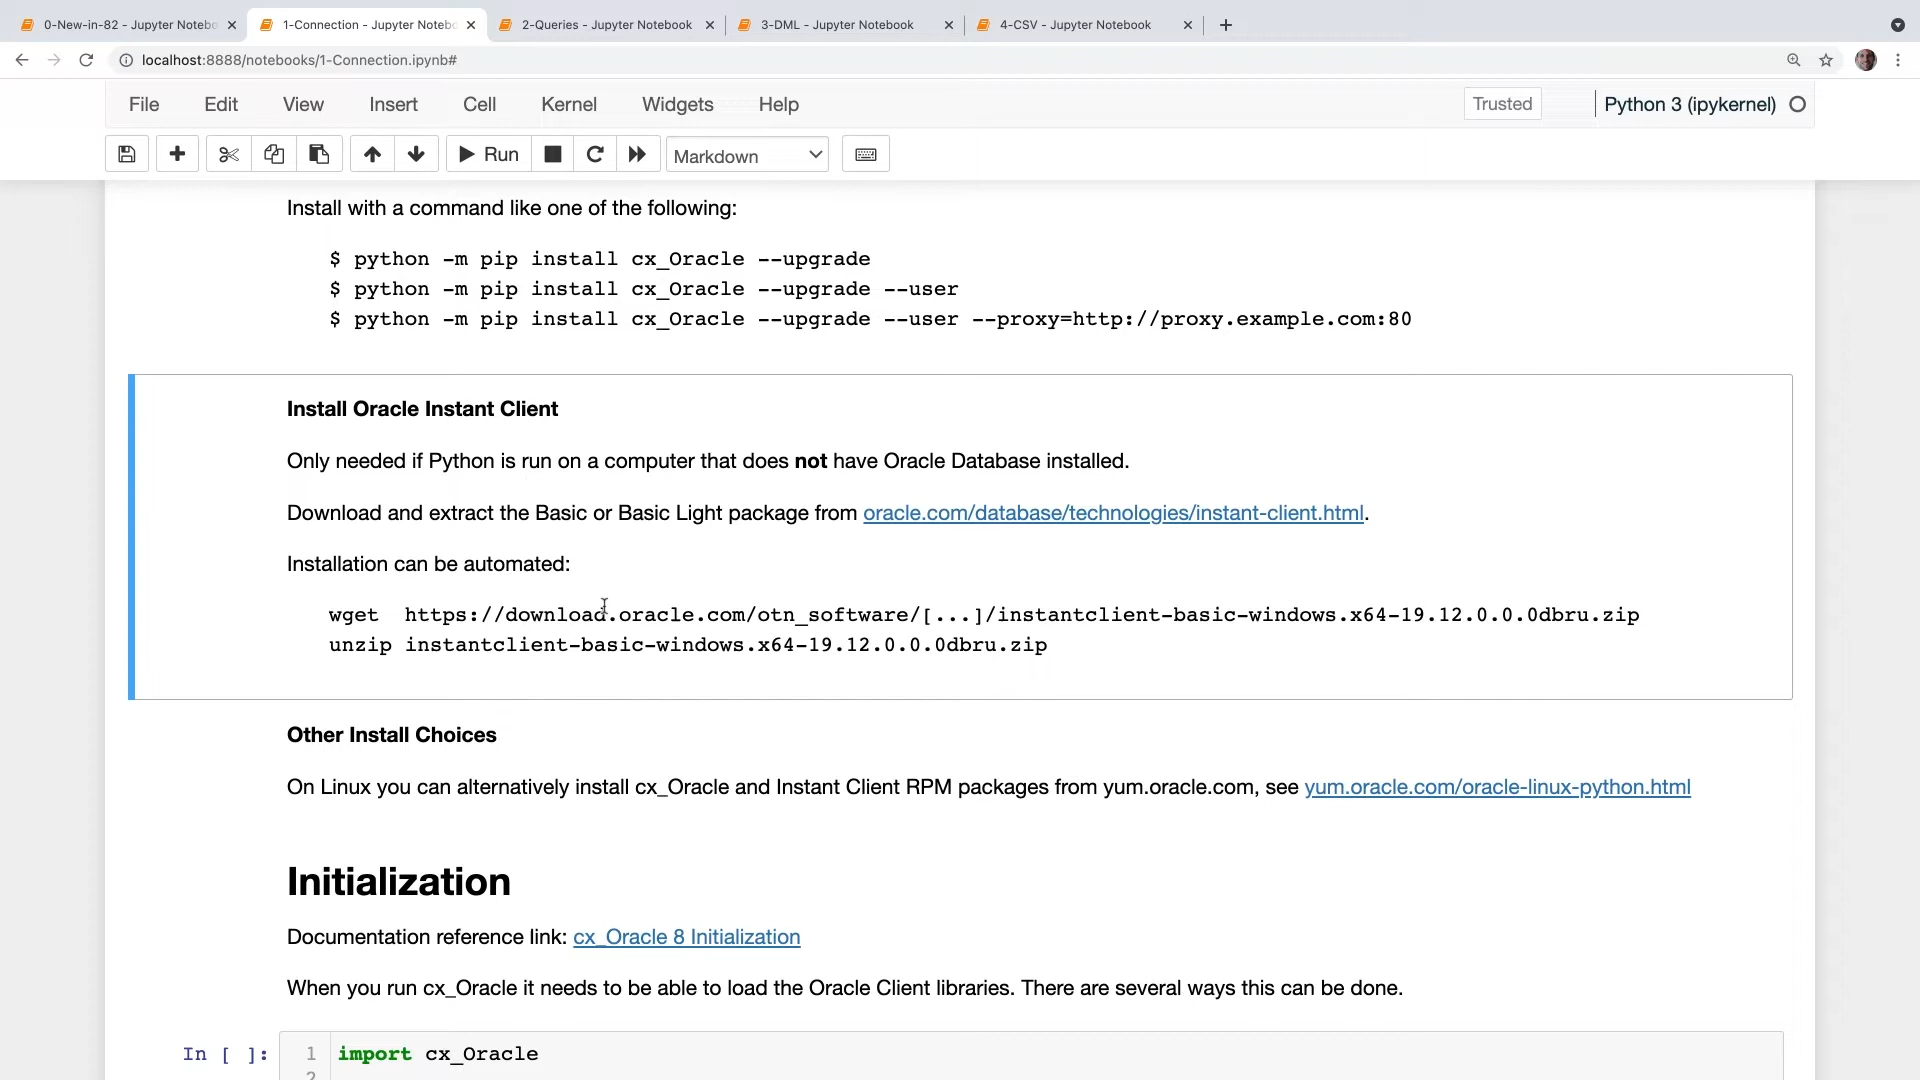 0-New-in-82 - Jupyter Notebo
1-Connection - Jupyter Notebo
2-Queries - Jupyter Notebook
3-DML - Jupyter Notebook
4-CSV - Jupyter Notebook
localhost:8888/notebooks/1-Connection.ipynb#
File Edit View Insert Cell Kernel Widgets Help Trusted Python 3 (ipykernel)
Run Markdown
Install with a command like one of the following:
$ python -m pip install cx_Oracle --upgrade
$ python -m pip install cx_Oracle --upgrade --user
$ python -m pip install cx_Oracle --upgrade --user --proxy=http://proxy.example.com:80
Install Oracle Instant Client
Only needed if Python is run on a computer that does not have Oracle Database installed.
Download and extract the Basic or Basic Light package from oracle.com/database/technologies/instant-client.html.
Installation can be automated:
wget  https://download.oracle.com/otn_software/[...]/instantclient-basic-windows.x64-19.12.0.0.0dbru.zip
unzip instantclient-basic-windows.x64-19.12.0.0.0dbru.zip
Other Install Choices
On Linux you can alternatively install cx_Oracle and Instant Client RPM packages from yum.oracle.com, see yum.oracle.com/oracle-linux-python.html
Initialization
Documentation reference link: cx_Oracle 8 Initialization
When you run cx_Oracle it needs to be able to load the Oracle Client libraries. There are several ways this can be done.
In [ ]: 1 import cx_Oracle
2